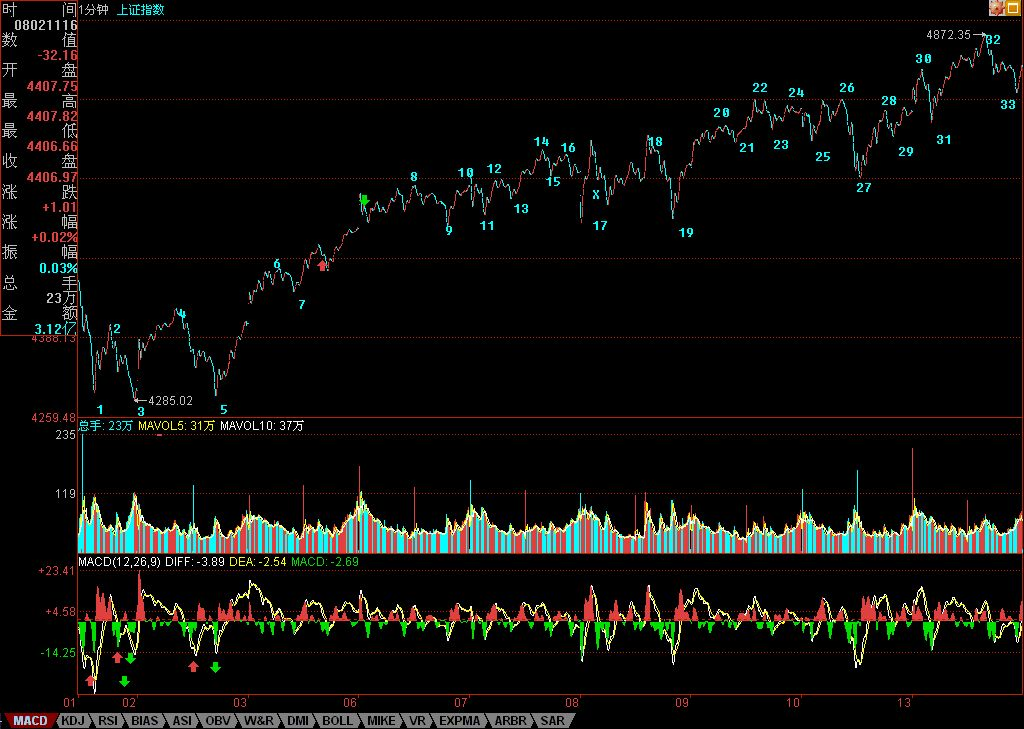 1分钟 上证指数
时 间
08021116
数 值
-32.16
开 盘
4407.75
最 高
4407.82
最 低
4406.66
收 盘
4406.97
涨 跌
+1.01
涨 幅
+0.02%
振 幅
0.03%
总 手
23万
金 额
3.12亿
4388.13
4259.48
4872.35
4285.02
1
2
3
4
5
6
7
8
9
10
11
12
13
14
15
16
X
17
18
19
20
21
22
23
24
25
26
27
28
29
30
31
32
33
总手: 23万 MAVOL5: 31万 MAVOL10: 37万
235
119
MACD(12,26,9) DIFF: -3.89 DEA: -2.54 MACD: -2.69
+23.41
+4.58
-14.25
01 02 03 06 07 08 09 10 13
MACD KDJ RSI BIAS ASI OBV W&R DMI BOLL MIKE VR EXPMA ARBR SAR